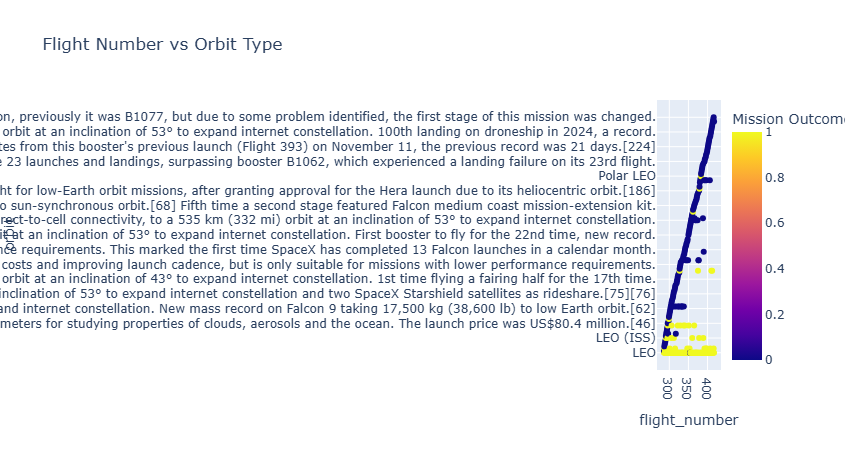 Flight Number vs Orbit Type
on, previously it was B1077, but due to some problem identified, the first stage of this mission was changed.
orbit at an inclination of 53° to expand internet constellation. 100th landing on droneship in 2024, a record.
tes from this booster's previous launch (Flight 393) on November 11, the previous record was 21 days.[224]
e 23 launches and landings, surpassing booster B1062, which experienced a landing failure on its 23rd flight.
Polar LEO
ht for low-Earth orbit missions, after granting approval for the Hera launch due to its heliocentric orbit.[186]
o sun-synchronous orbit.[68] Fifth time a second stage featured Falcon medium coast mission-extension kit.
rect-to-cell connectivity, to a 535 km (332 mi) orbit at an inclination of 53° to expand internet constellation.
orbit at an inclination of 53° to expand internet constellation. First booster to fly for the 22nd time, new record.
nce requirements. This marked the first time SpaceX has completed 13 Falcon launches in a calendar month.
costs and improving launch cadence, but is only suitable for missions with lower performance requirements.
orbit at an inclination of 43° to expand internet constellation. 1st time flying a fairing half for the 17th time.
inclination of 53° to expand internet constellation and two SpaceX Starshield satellites as rideshare.[75][76]
and internet constellation. New mass record on Falcon 9 taking 17,500 kg (38,600 lb) to low Earth orbit.[62]
meters for studying properties of clouds, aerosols and the ocean. The launch price was US$80.4 million.[46]
LEO (ISS)
LEO
orbit
300
350
400
flight_number
Mission Outcome
1
0.8
0.6
0.4
0.2
0